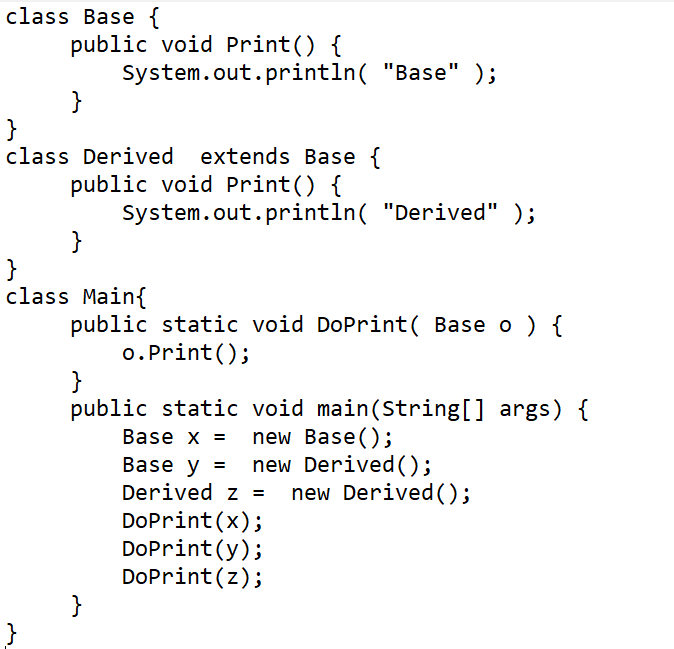 class Base {
     public void Print() {
         System.out.println( "Base" );
     }
}
class Derived  extends Base {
     public void Print() {
         System.out.println( "Derived" );
     }
}
class Main{
     public static void DoPrint( Base o ) {
         o.Print();
     }
     public static void main(String[] args) {
         Base x =  new Base();
         Base y =  new Derived();
         Derived z =  new Derived();
         DoPrint(x);
         DoPrint(y);
         DoPrint(z);
     }
}